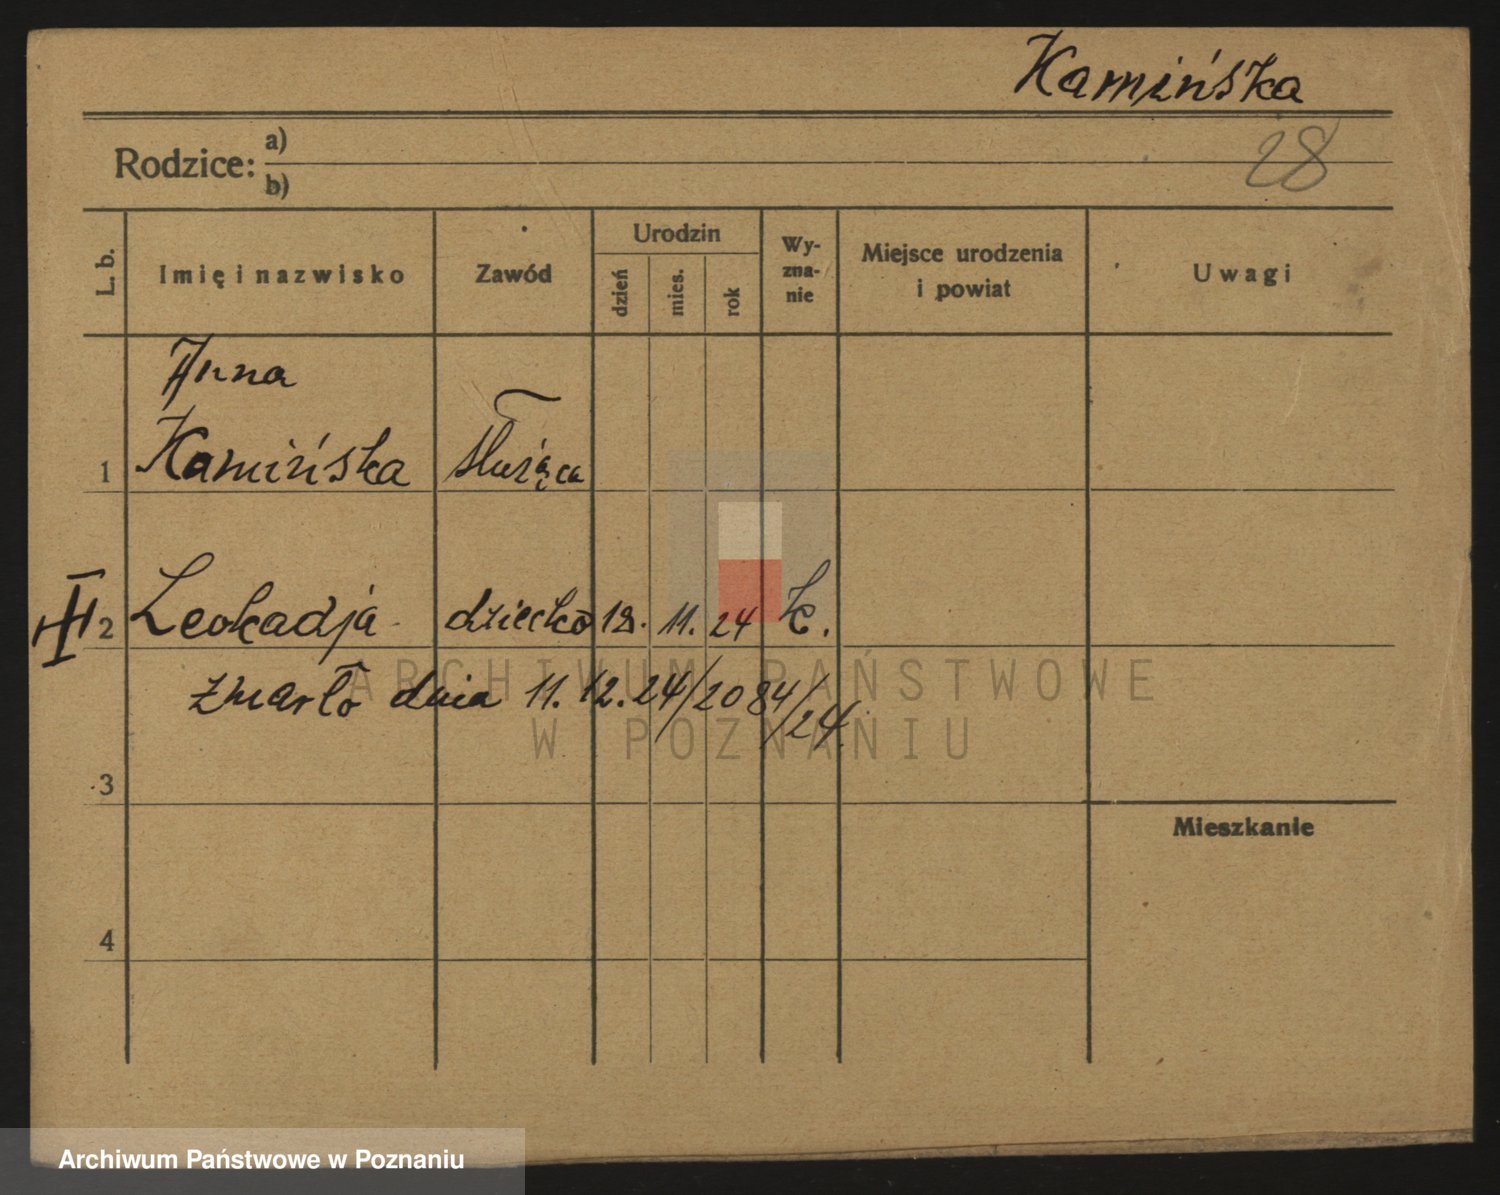 Kamińska
28
Rodzice: a)
b)
L. b.
Imię i nazwisko
Zawód
Urodzin
dzień
mies.
rok
Wy-
zna-
nie
Miejsce urodzenia
i powiat
Uwagi
Anna
1 Kamińska służąca
2 Leokadja dziecko 12. 11. 24 k.
zmarło dnia 11. 12. 24/2084/24.
3
Mieszkanie
4
ARCHIWUM PAŃSTWOWE
W POZNANIU
Archiwum Państwowe w Poznaniu